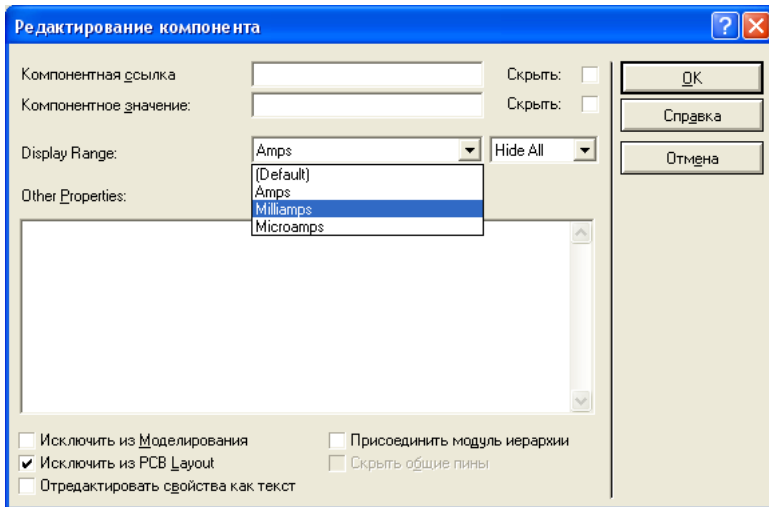 Редактирование компонента
Компонентная ссылка Скрыть: OK
Компонентное значение: Скрыть: Справка
Display Range: Amps Hide All Отмена
(Default)
Amps
Other Properties:
Milliamps
Microamps
Исключить из Моделирования Присоединить модуль иерархии
Исключить из PCB Layout Скрыть общие пины
Отредактировать свойства как текст